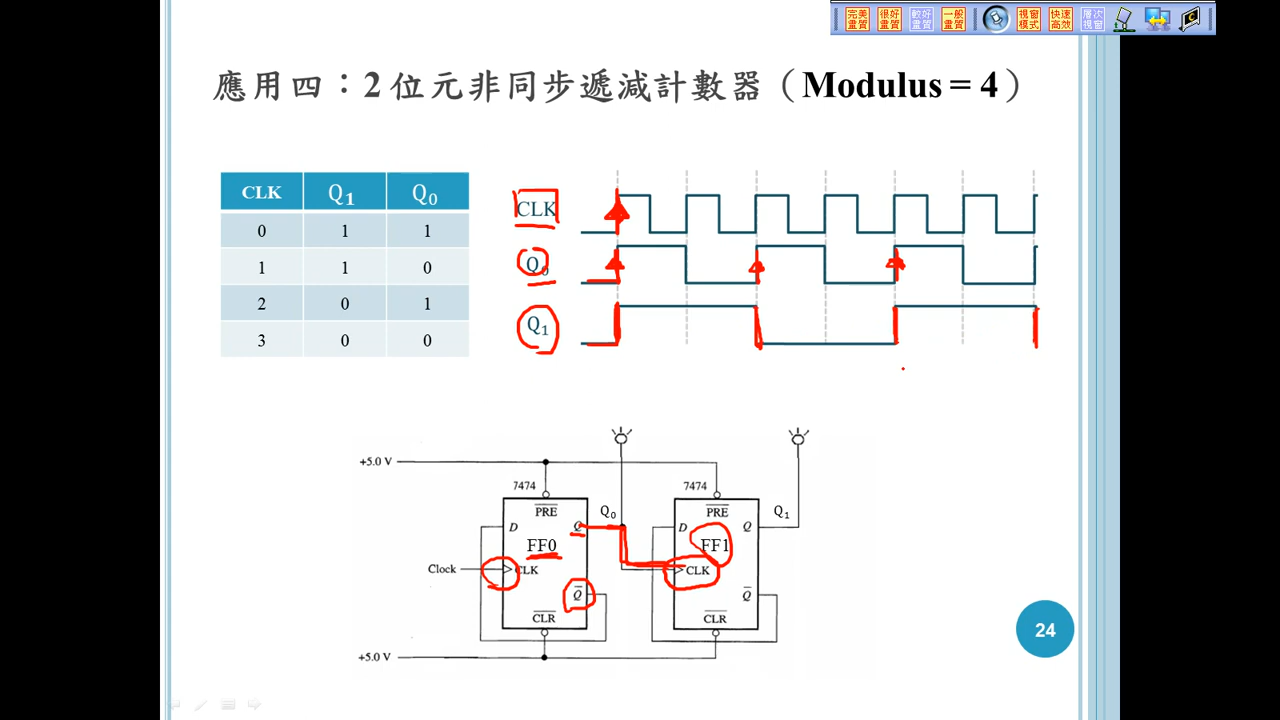 完美畫質 很好畫質 較好畫質 一般畫質 視窗模式 快速高效 層次視窗
應用四：2 位元非同步遞減計數器（Modulus = 4）
CLK Q₁ Q₀
0 1 1
1 1 0
2 0 1
3 0 0
CLK
Q₀
Q₁
+5.0 V
7474 7474
PRE Q₀ PRE Q₁
D Q D Q
FF0 FF1
Clock CLK CLK
Q̅ Q̅
CLR CLR
+5.0 V
24